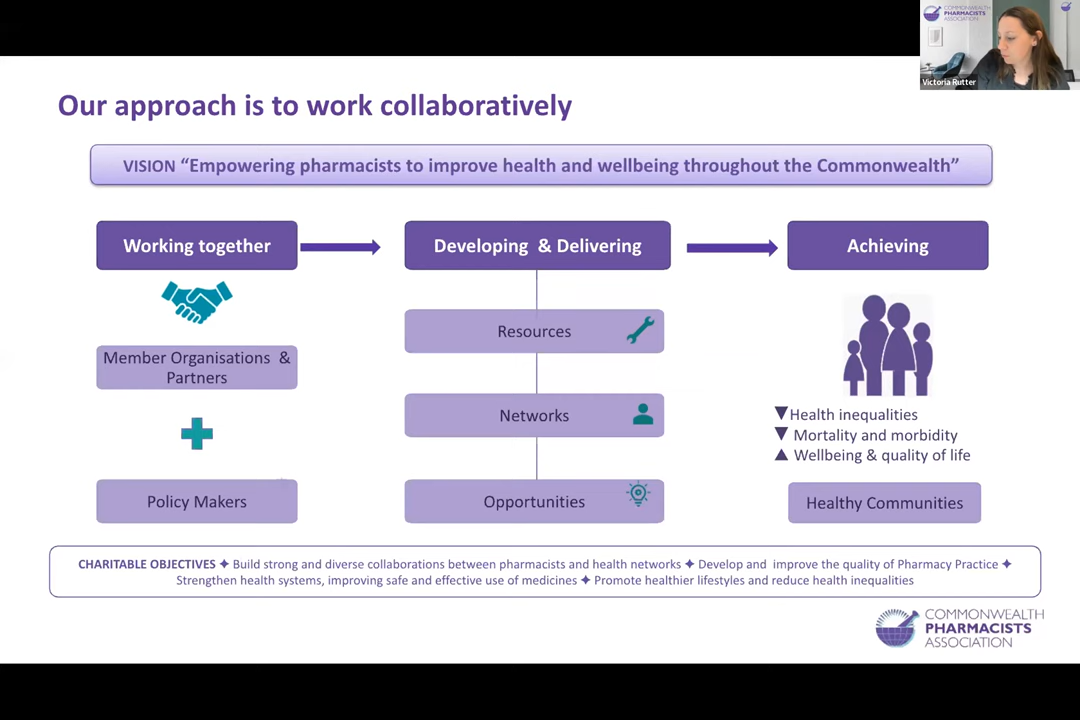 COMMONWEALTH
PHARMACISTS
ASSOCIATION
Victoria Rutter
Our approach is to work collaboratively
VISION “Empowering pharmacists to improve health and wellbeing throughout the Commonwealth”
Working together
Developing & Delivering
Achieving
Member Organisations &
Partners
Policy Makers
Resources
Networks
Opportunities
▼Health inequalities
▼ Mortality and morbidity
▲ Wellbeing & quality of life
Healthy Communities
CHARITABLE OBJECTIVES ✦ Build strong and diverse collaborations between pharmacists and health networks ✦ Develop and improve the quality of Pharmacy Practice ✦
Strengthen health systems, improving safe and effective use of medicines ✦ Promote healthier lifestyles and reduce health inequalities
COMMONWEALTH
PHARMACISTS
ASSOCIATION